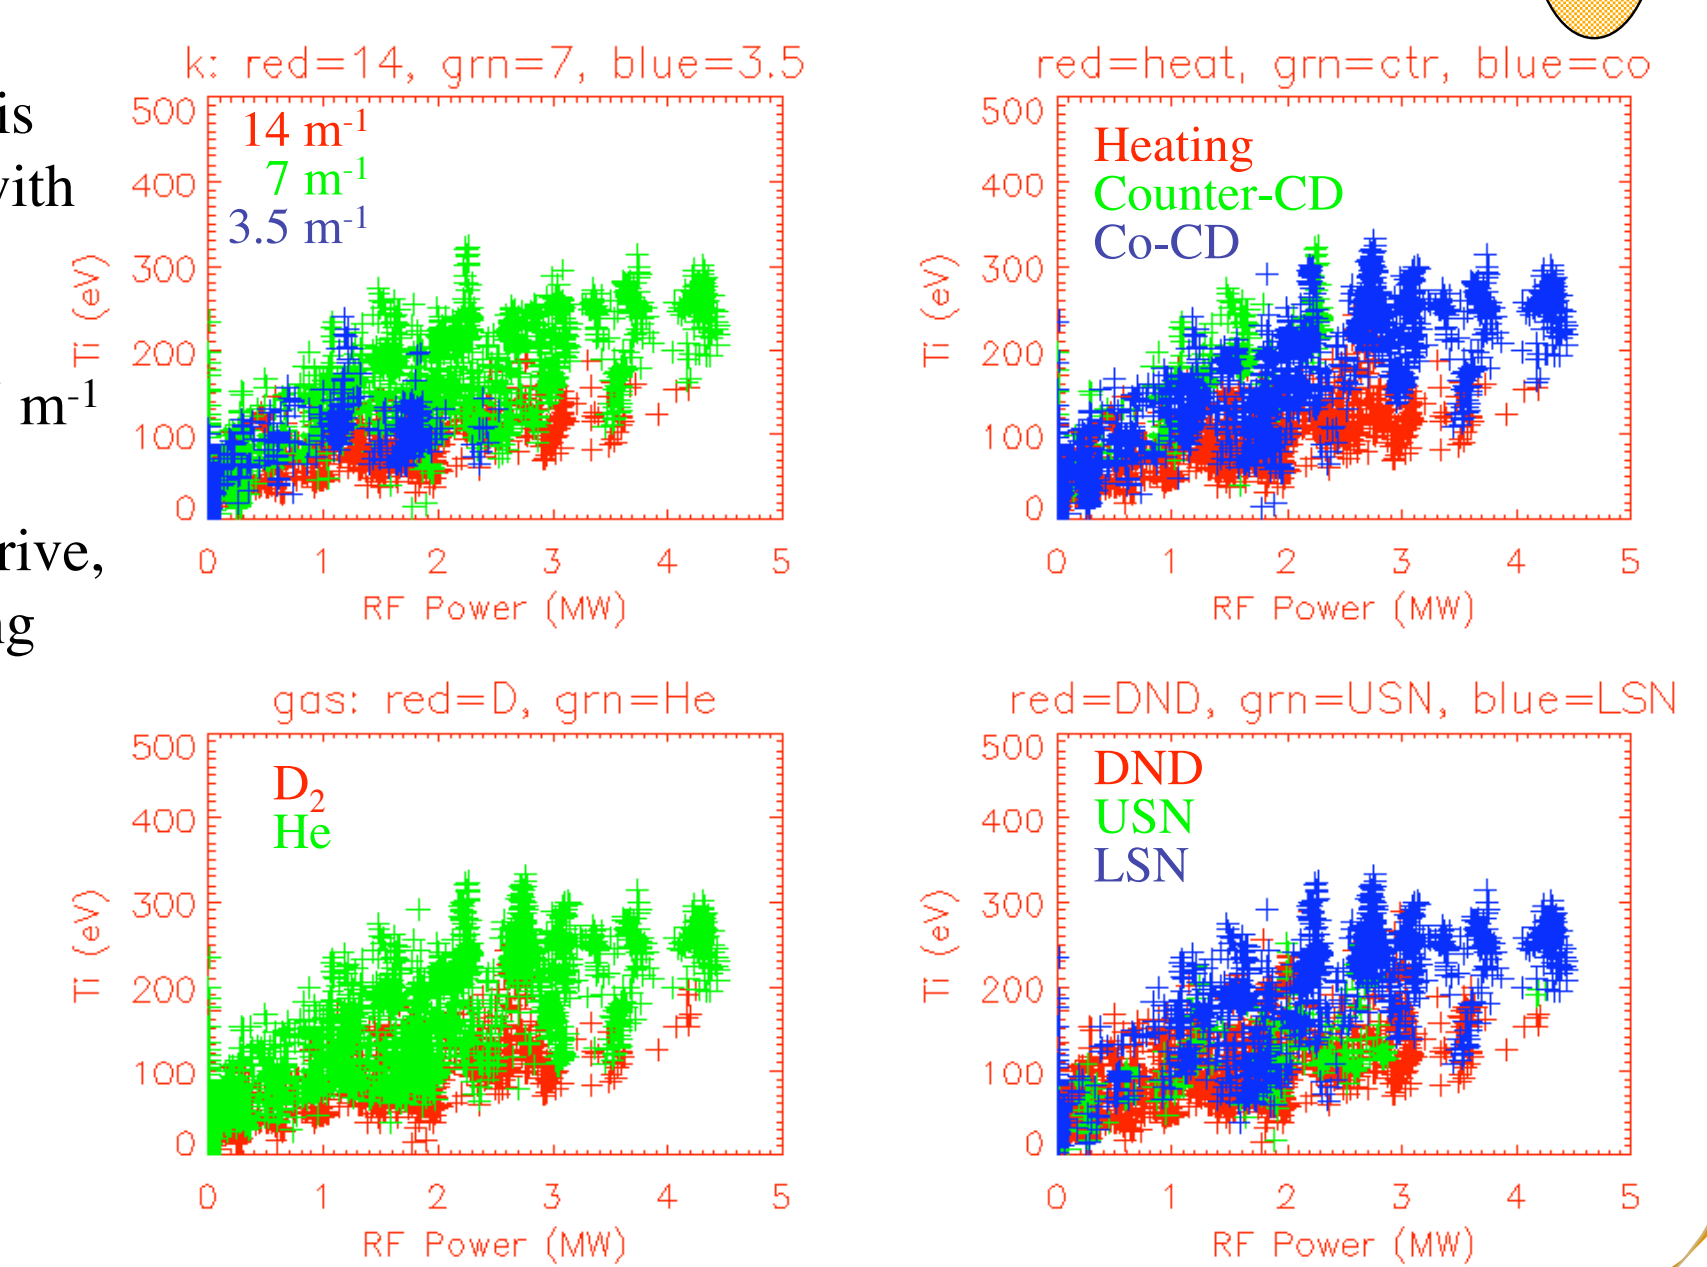 is
with
m-1
rive,
ng
k: red=14, grn=7, blue=3.5
14 m-1
7 m-1
3.5 m-1
500
400
300
200
100
0
Ti (eV)
0 1 2 3 4 5
RF Power (MW)
red=heat, grn=ctr, blue=co
Heating
Counter-CD
Co-CD
500
400
300
200
100
0
Ti (eV)
0 1 2 3 4 5
RF Power (MW)
gas: red=D, grn=He
D2
He
500
400
300
200
100
0
Ti (eV)
0 1 2 3 4 5
RF Power (MW)
red=DND, grn=USN, blue=LSN
DND
USN
LSN
500
400
300
200
100
0
Ti (eV)
0 1 2 3 4 5
RF Power (MW)